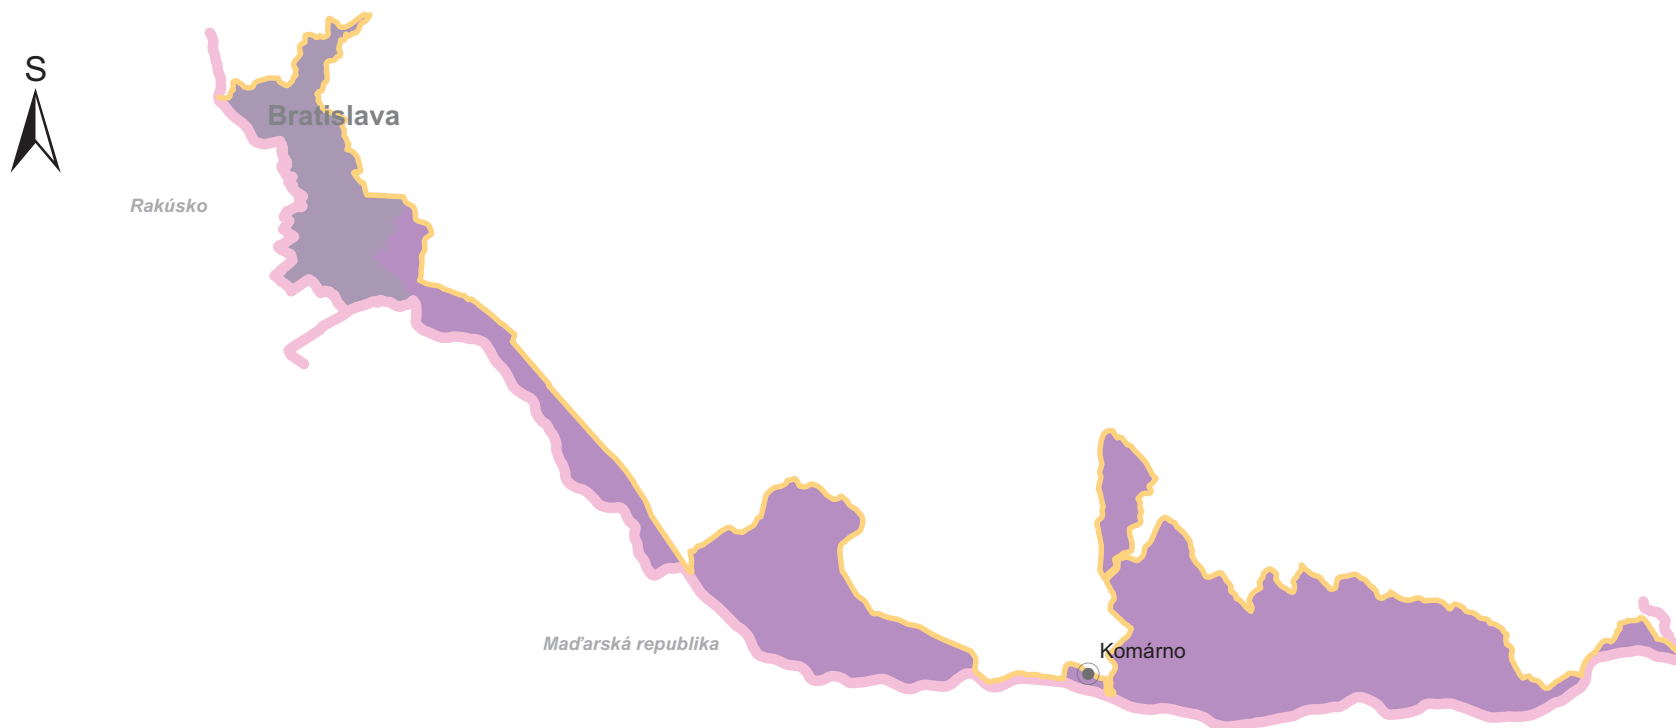 S
Bratislava
Rakúsko
Maďarská republika
Komárno